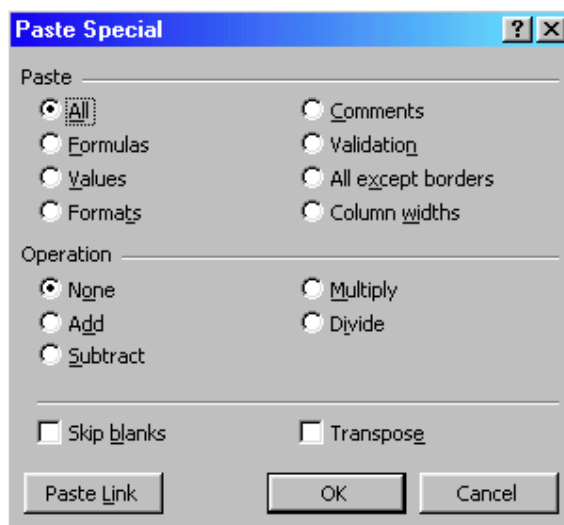 Paste Special
Paste
All
Comments
Formulas
Validation
Values
All except borders
Formats
Column widths
Operation
None
Multiply
Add
Divide
Subtract
Skip blanks
Transpose
Paste Link
OK
Cancel